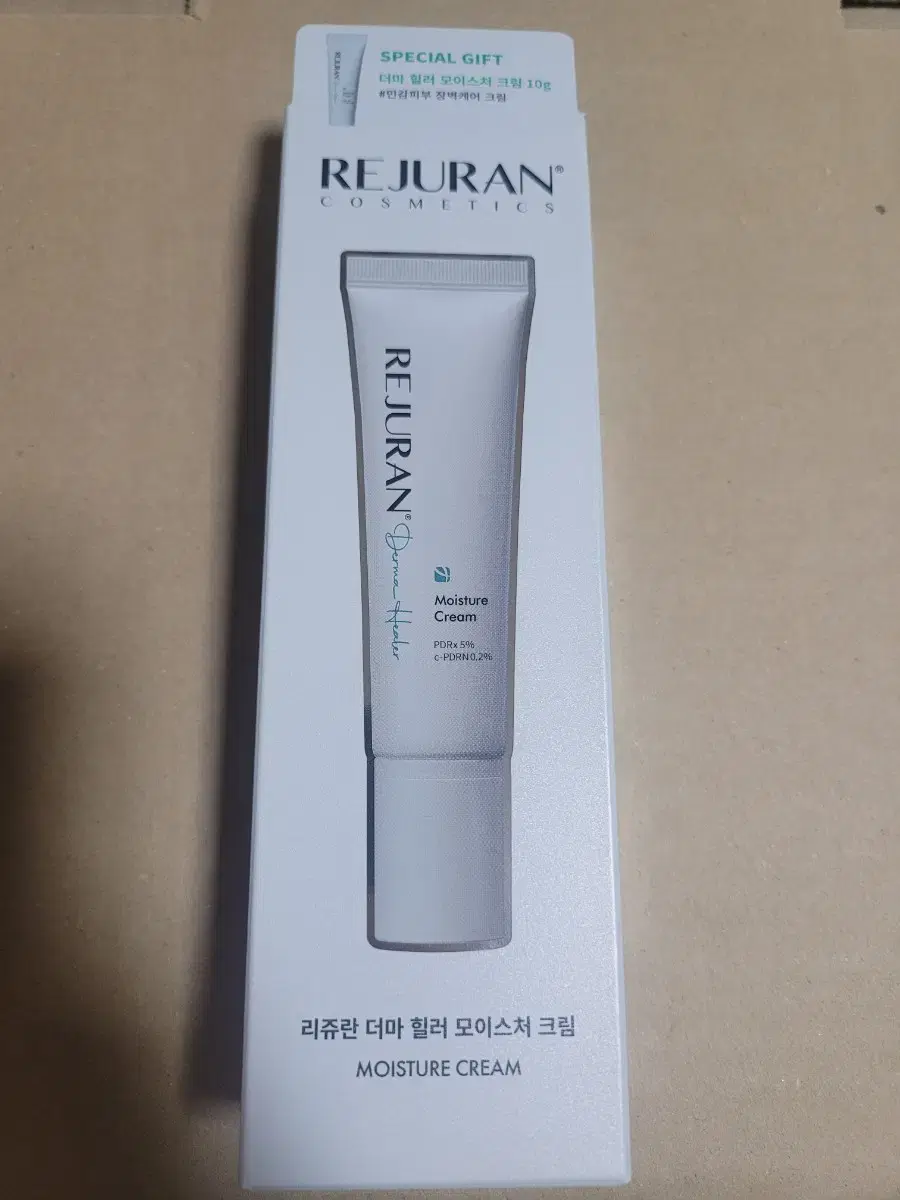 SPECIAL GIFT
더마 힐러 모이스처 크림 10g
#민감피부 장벽케어 크림
REJURAN®
COSMETICS
REJURAN® Derma Healer
Moisture
Cream
PDRx 5%
c-PDRN 0.2%
리쥬란 더마 힐러 모이스처 크림
MOISTURE CREAM